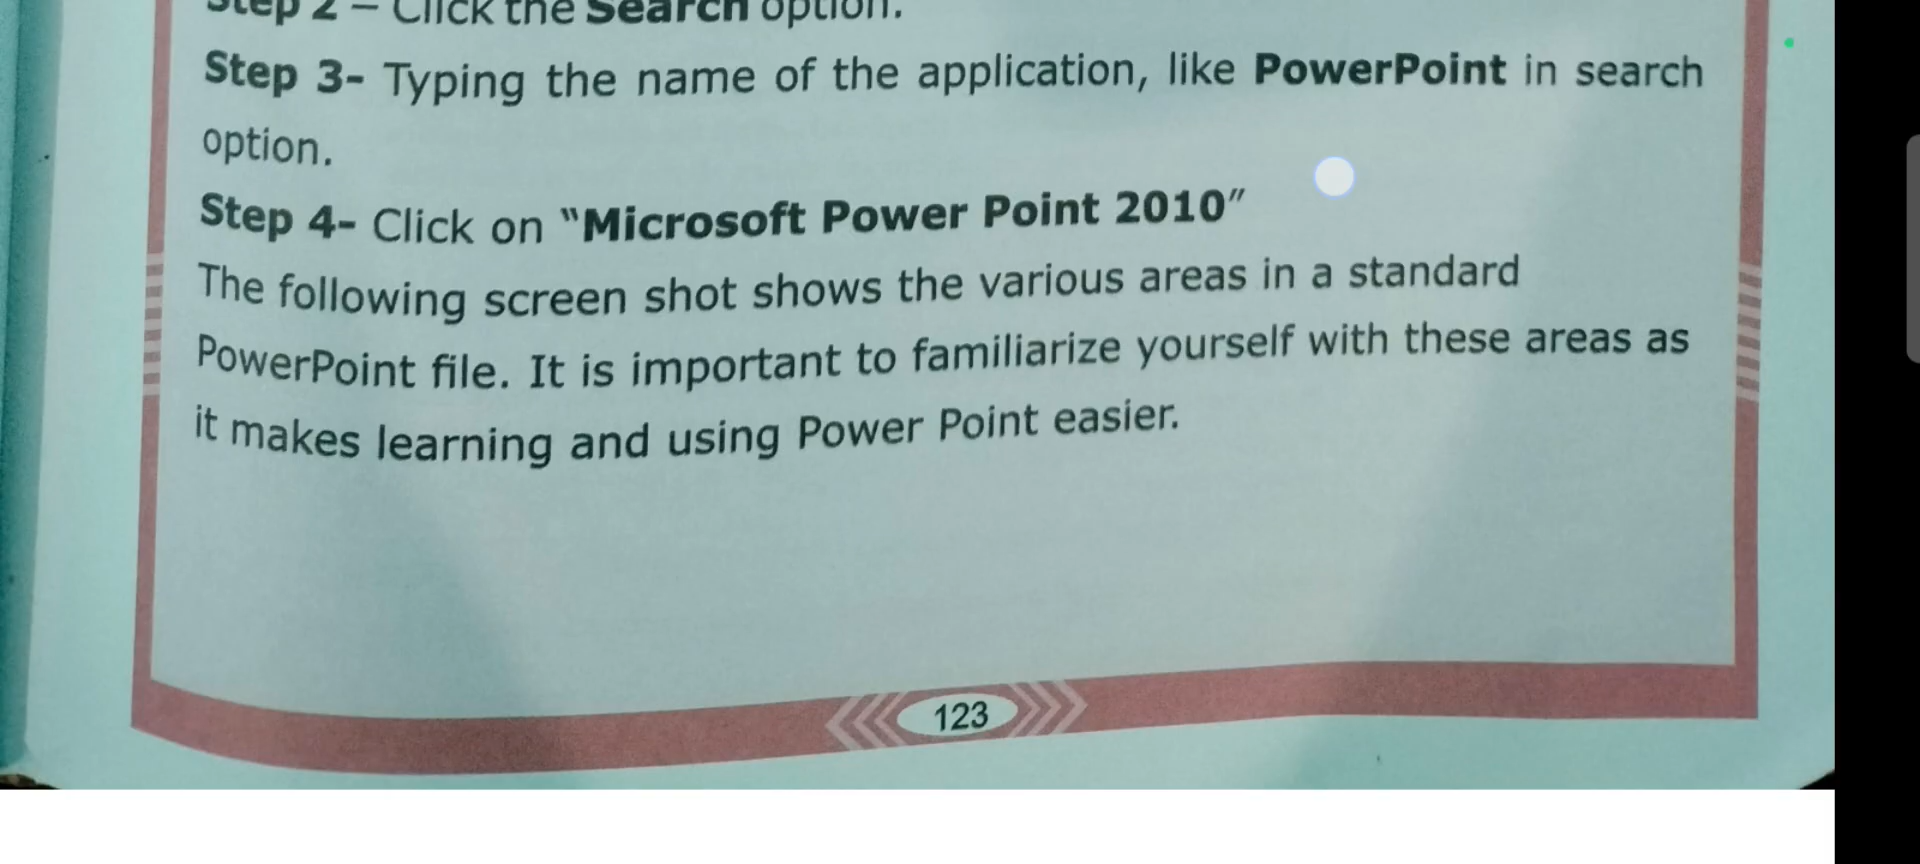 Step 2 – Click the Search option.
Step 3- Typing the name of the application, like PowerPoint in search
option.
Step 4- Click on "Microsoft Power Point 2010"
The following screen shot shows the various areas in a standard
PowerPoint file. It is important to familiarize yourself with these areas as
it makes learning and using Power Point easier.
123